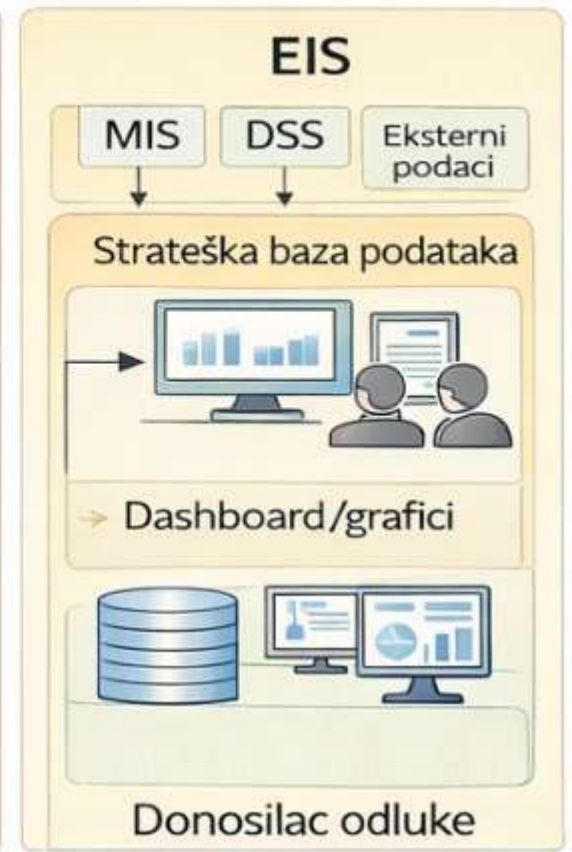 EIS
MIS
DSS
Eksterni
podaci
Strateška baza podataka
Dashboard/grafici
Donosilac odluke